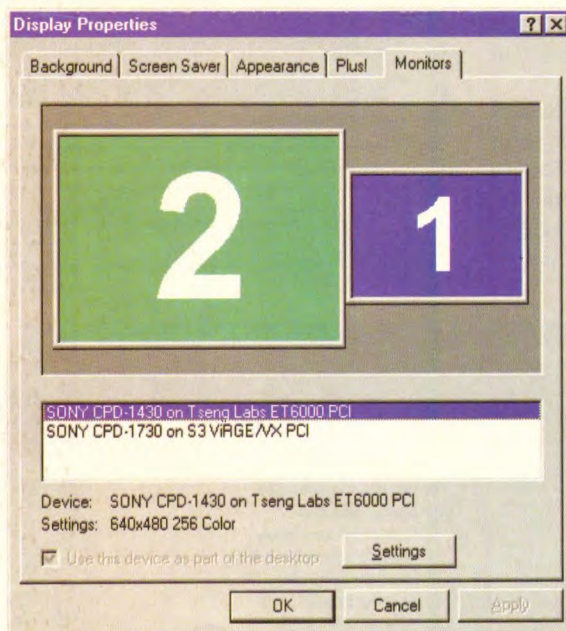 Display Properties
? ×
Background Screen Saver Appearance Plus! Monitors
2
1
SONY CPD-1430 on Tseng Labs ET6000 PCI
SONY CPD-1730 on S3 ViRGE/VX PCI
Device: SONY CPD-1430 on Tseng Labs ET6000 PCI
Settings: 640x480 256 Color
Use this device as part of the desktop
Settings
OK Cancel Apply